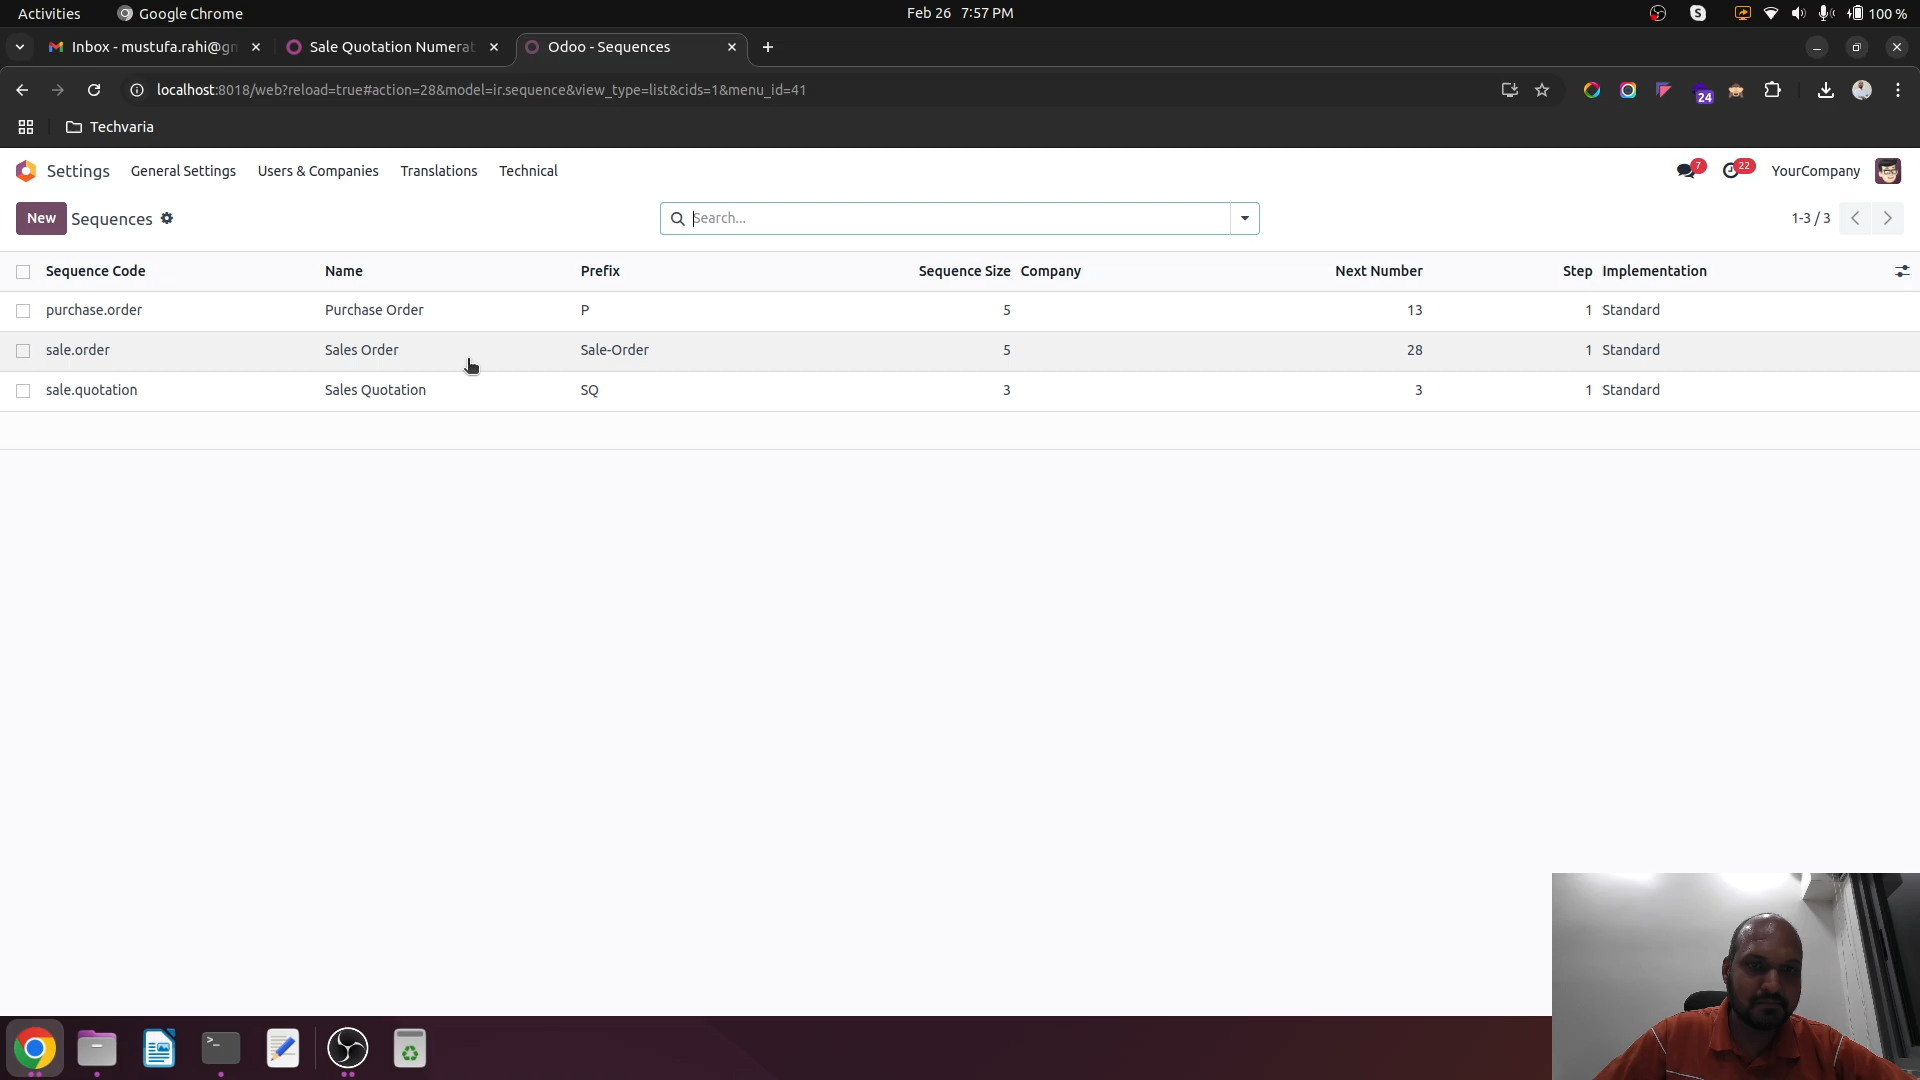 Activities Google Chrome Feb 26 7:57 PM 100 %
Inbox - mustufa.rahi@gm Sale Quotation Numerat Odoo - Sequences
localhost:8018/web?reload=true#action=28&model=ir.sequence&view_type=list&cids=1&menu_id=41 24
Techvaria
Settings General Settings Users & Companies Translations Technical 7 22 YourCompany
New Sequences Search... 1-3 / 3
Sequence Code Name Prefix Sequence Size Company Next Number Step Implementation
purchase.order Purchase Order P 5 13 1 Standard
sale.order Sales Order Sale-Order 5 28 1 Standard
sale.quotation Sales Quotation SQ 3 3 1 Standard